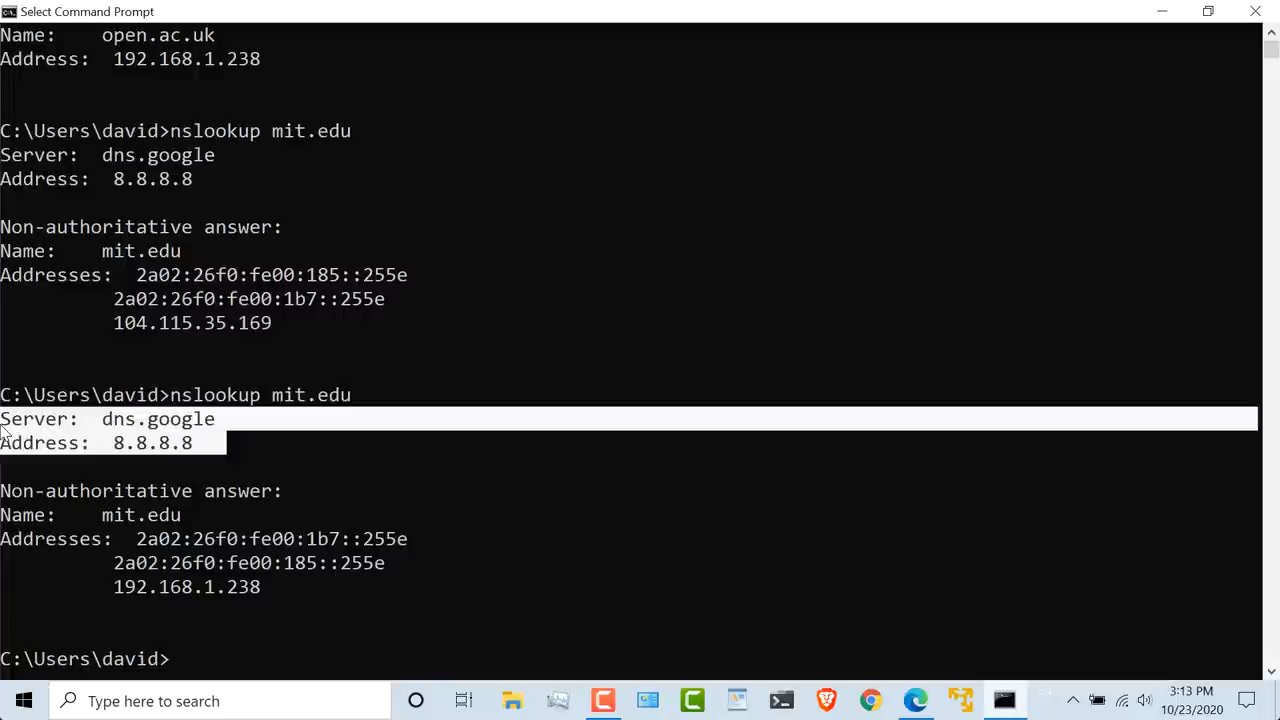 Select Command Prompt
Name:    open.ac.uk
Address:  192.168.1.238
C:\Users\david>nslookup mit.edu
Server:  dns.google
Address:  8.8.8.8
Non-authoritative answer:
Name:    mit.edu
Addresses:  2a02:26f0:fe00:185::255e
2a02:26f0:fe00:1b7::255e
104.115.35.169
C:\Users\david>nslookup mit.edu
Server:  dns.google
Address:  8.8.8.8
Non-authoritative answer:
Name:    mit.edu
Addresses:  2a02:26f0:fe00:1b7::255e
2a02:26f0:fe00:185::255e
192.168.1.238
C:\Users\david>
Type here to search
3:13 PM
10/23/2020